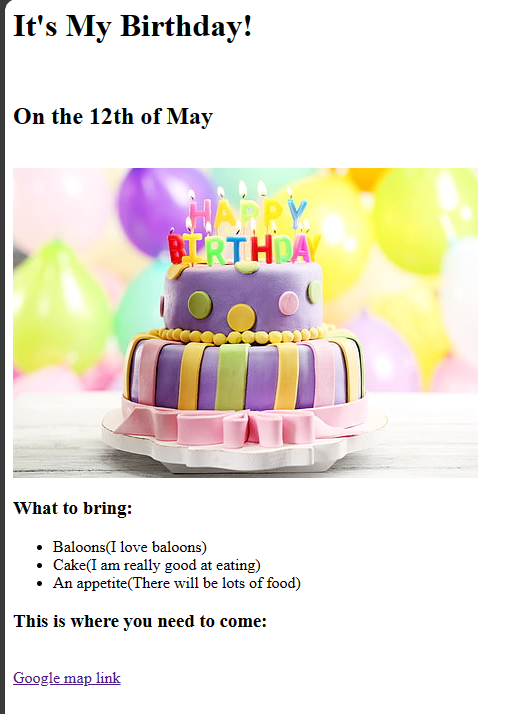 It's My Birthday!
On the 12th of May
HAPPY
BIRTHDAY
What to bring:
Baloons(I love baloons)
Cake(I am really good at eating)
An appetite(There will be lots of food)
This is where you need to come:
Google map link